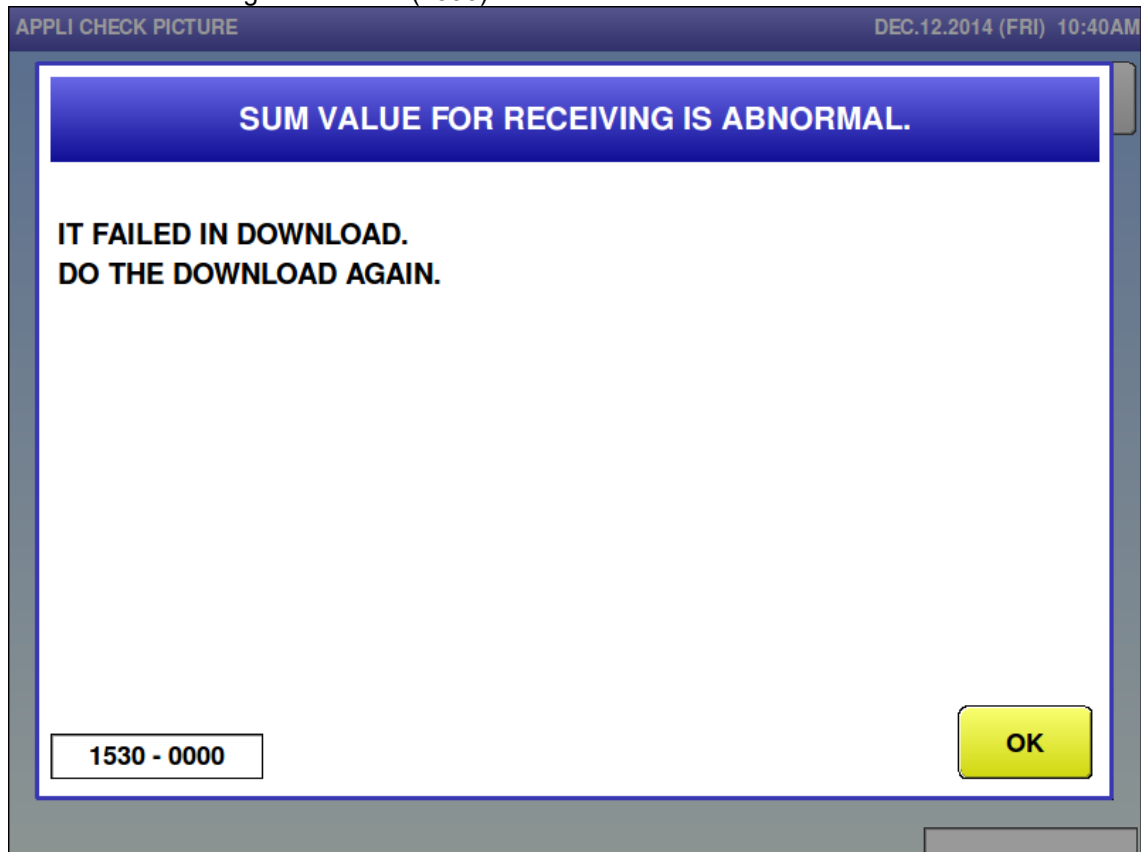 APPLI CHECK PICTURE DEC.12.2014 (FRI) 10:40AM
SUM VALUE FOR RECEIVING IS ABNORMAL.
IT FAILED IN DOWNLOAD.
DO THE DOWNLOAD AGAIN.
1530 - 0000
OK